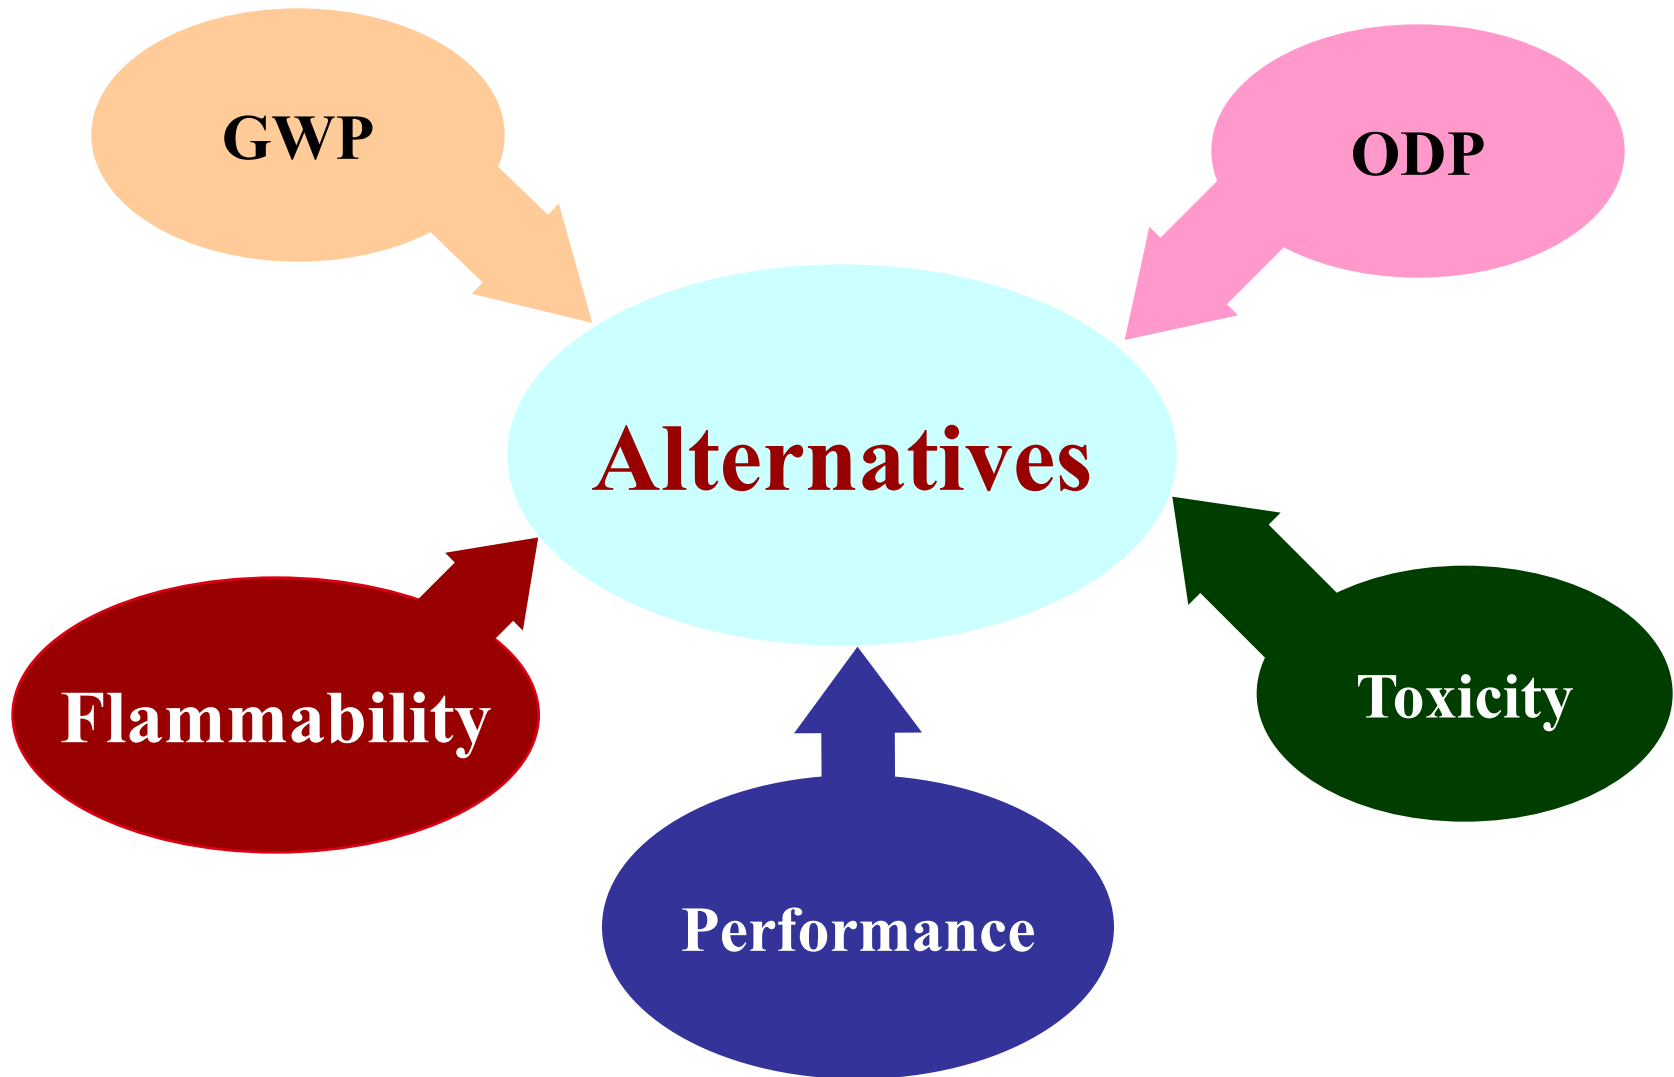 GWP
ODP
Alternatives
Flammability
Toxicity
Performance